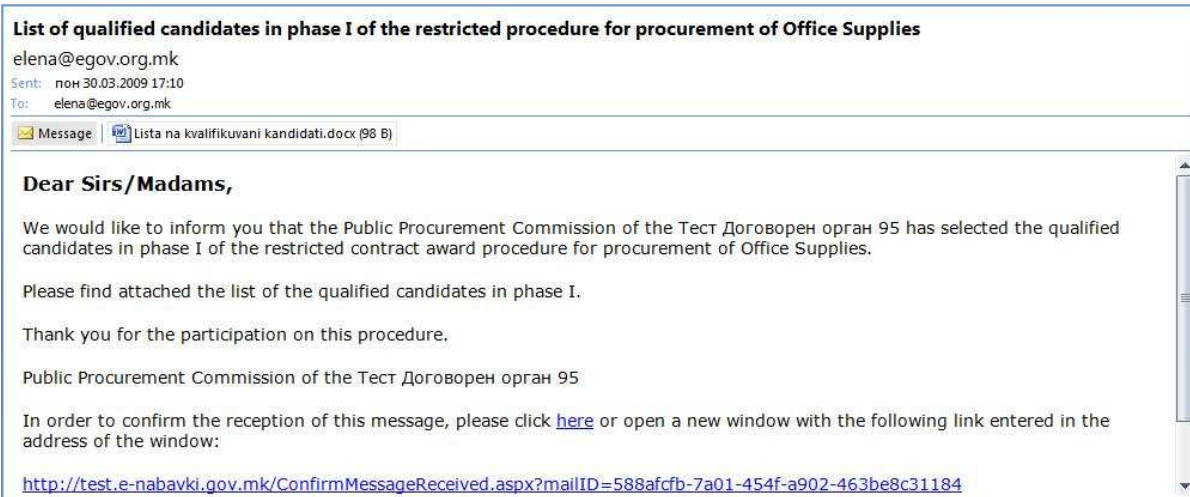 List of qualified candidates in phase I of the restricted procedure for procurement of Office Supplies
elena@egov.org.mk
Sent: пон 30.03.2009 17:10
To: elena@egov.org.mk
Message Lista na kvalifikuvani kandidati.docx (98 B)
Dear Sirs/Madams,
We would like to inform you that the Public Procurement Commission of the Тест Договорен орган 95 has selected the qualified
candidates in phase I of the restricted contract award procedure for procurement of Office Supplies.
Please find attached the list of the qualified candidates in phase I.
Thank you for the participation on this procedure.
Public Procurement Commission of the Тест Договорен орган 95
In order to confirm the reception of this message, please click here or open a new window with the following link entered in the
address of the window:
http://test.e-nabavki.gov.mk/ConfirmMessageReceived.aspx?mailID=588afcfb-7a01-454f-a902-463be8c31184